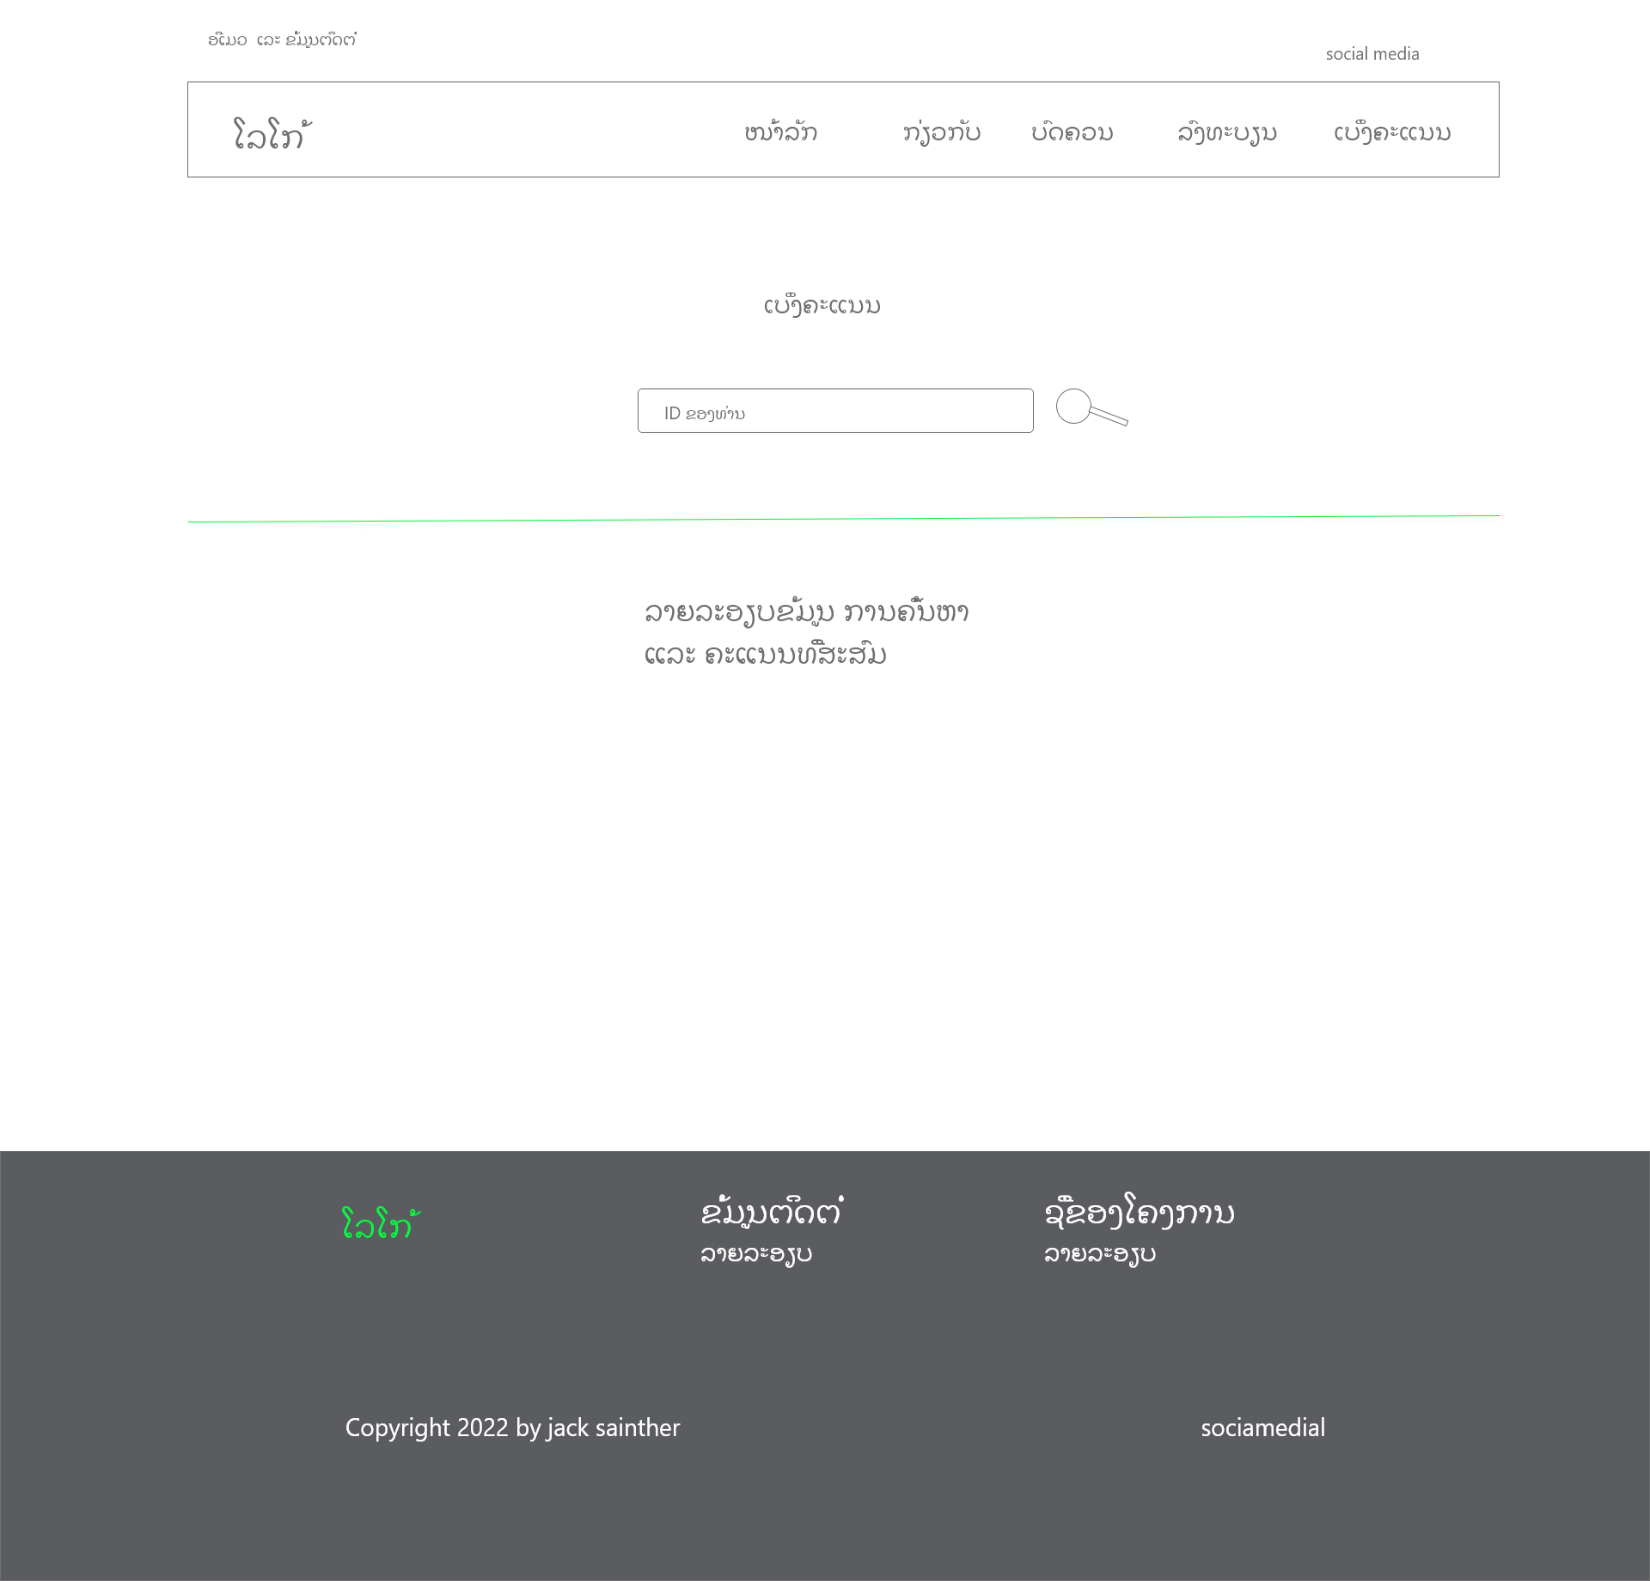 ອີເມວ ເລະ ຂໍ້ມູນຕິດຕໍ່
social media
ໂລໂກ້
ໜ້າລັກ
ກ່ຽວກັບ
ບົດຄວນ
ລົງທະບຽນ
ເບິ່ງຄະແນນ
ເບິ່ງຄະແນນ
ID ຂອງທ່ານ
ລາຍລະອຽບຂໍ້ມູນ ການຄົ້ນຫາ
ແລະ ຄະແນນທີ່ສະສົມ
ໂລໂກ້
ຂໍ້ມູນຕິດຕໍ່
ລາຍລະອຽບ
ຊື່ຂອງໂຄງການ
ລາຍລະອຽບ
Copyright 2022 by jack sainther
sociamedial